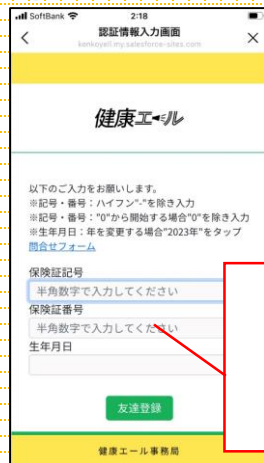 SoftBank 2:18
認証情報入力画面
kenkoyell.my.salesforce-sites.com
健康エール
以下のご入力をお願いします。
※記号・番号：ハイフン"-"を除き入力
※記号・番号："0"から開始する場合"0"を除き入力
※生年月日：年を変更する場合"2023年"をタップ
問合せフォーム
保険証記号
半角数字で入力してください
保険証番号
半角数字で入力してください
生年月日
友達登録
健康エール事務局